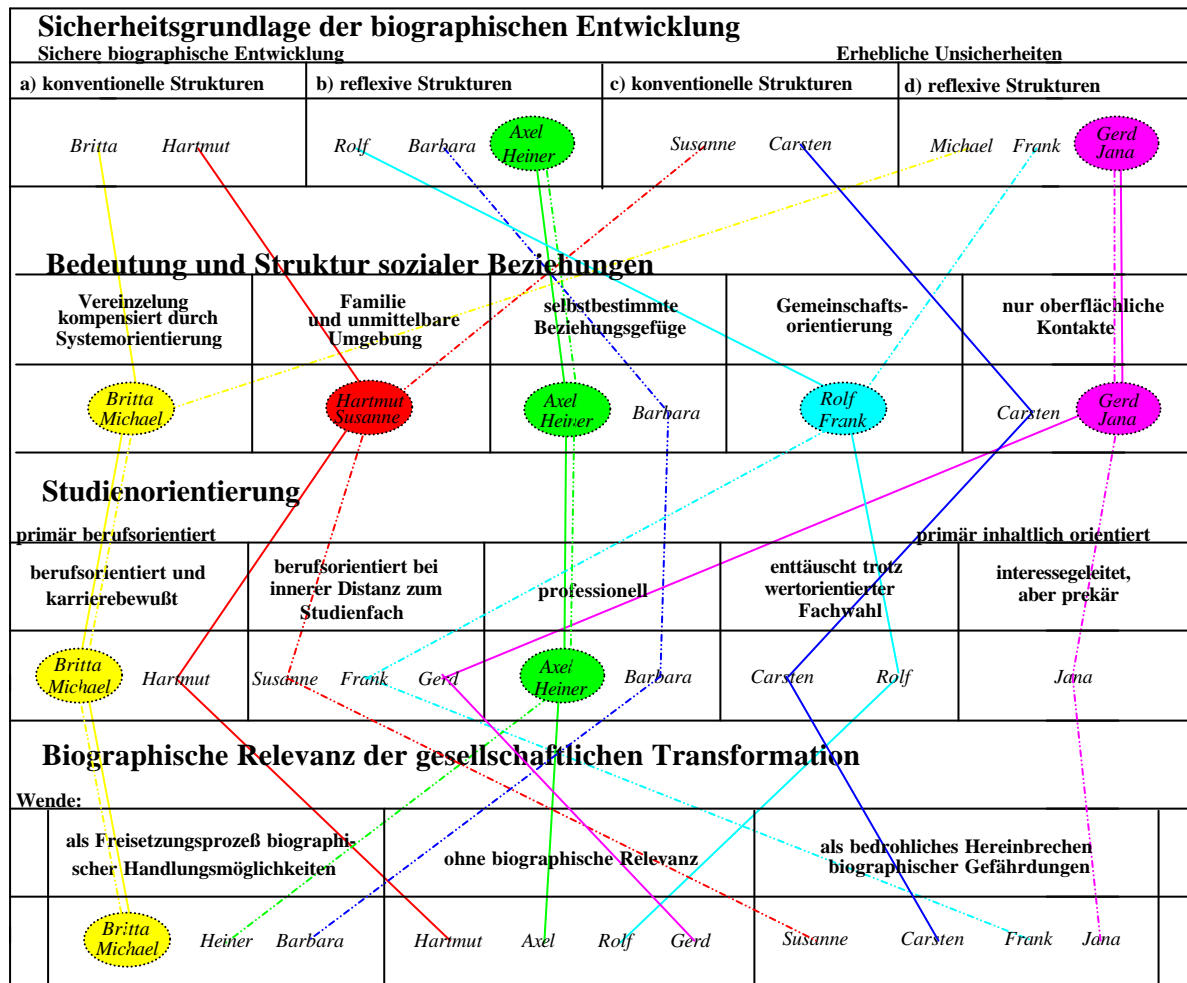 Sicherheitsgrundlage der biographischen Entwicklung
Sichere biographische Entwicklung
Erhebliche Unsicherheiten
a) konventionelle Strukturen
b) reflexive Strukturen
c) konventionelle Strukturen
d) reflexive Strukturen
Britta
Hartmut
Rolf
Barbara
Axel
Heiner
Susanne
Carsten
Michael
Frank
Gerd
Jana
Bedeutung und Struktur sozialer Beziehungen
Vereinzelung
kompensiert durch
Systemorientierung
Familie
und unmittelbare
Umgebung
selbstbestimmte
Beziehungsgefüge
Gemeinschafts-
orientierung
nur oberflächliche
Kontakte
Britta
Michael
Hartmut
Susanne
Axel
Heiner
Barbara
Rolf
Frank
Carsten
Gerd
Jana
Studienorientierung
primär berufsorientiert
primär inhaltlich orientiert
berufsorientiert und
karrierebewußt
berufsorientiert bei
innerer Distanz zum
Studienfach
professionell
enttäuscht trotz
wertorientierter
Fachwahl
interessegeleitet,
aber prekär
Britta
Michael
Hartmut
Susanne
Frank
Gerd
Axel
Heiner
Barbara
Carsten
Rolf
Jana
Biographische Relevanz der gesellschaftlichen Transformation
Wende:
als Freisetzungsprozeß biographi-
scher Handlungsmöglichkeiten
ohne biographische Relevanz
als bedrohliches Hereinbrechen
biographischer Gefährdungen
Britta
Michael
Heiner
Barbara
Hartmut
Axel
Rolf
Gerd
Susanne
Carsten
Frank
Jana